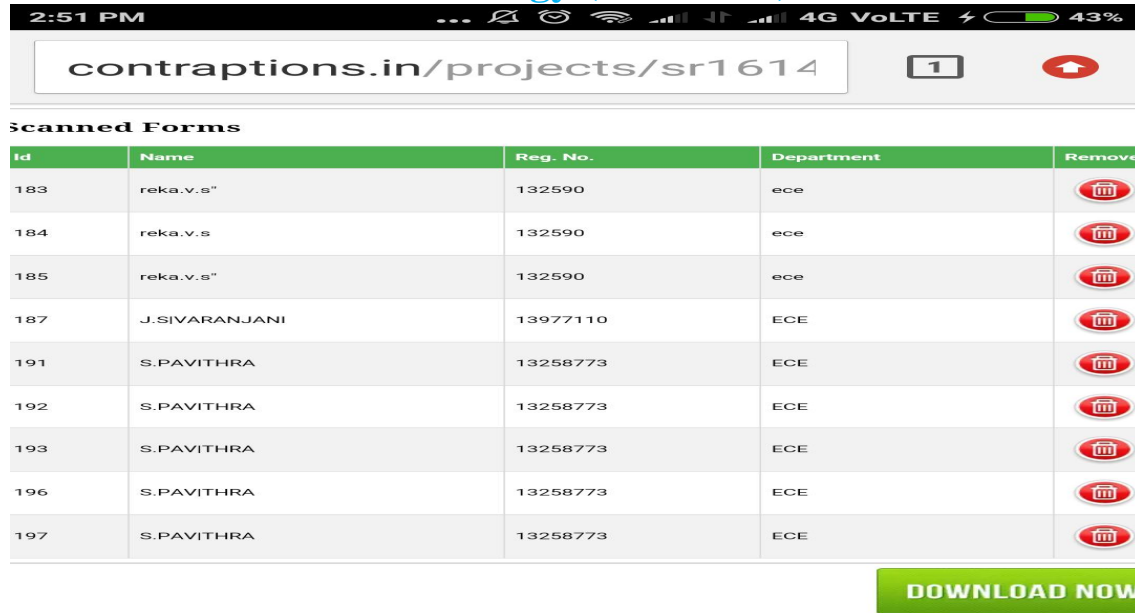 2:51 PM ... 4G VoLTE 43%
contraptions.in/projects/sr1614
1
Scanned Forms
Id Name Reg. No. Department Remove
183 reka.v.s" 132590 ece
184 reka.v.s 132590 ece
185 reka.v.s" 132590 ece
187 J.S|VARANJANI 13977110 ECE
191 S.PAVITHRA 13258773 ECE
192 S.PAVITHRA 13258773 ECE
193 S.PAV|THRA 13258773 ECE
196 S.PAV|THRA 13258773 ECE
197 S.PAV|THRA 13258773 ECE
DOWNLOAD NOW